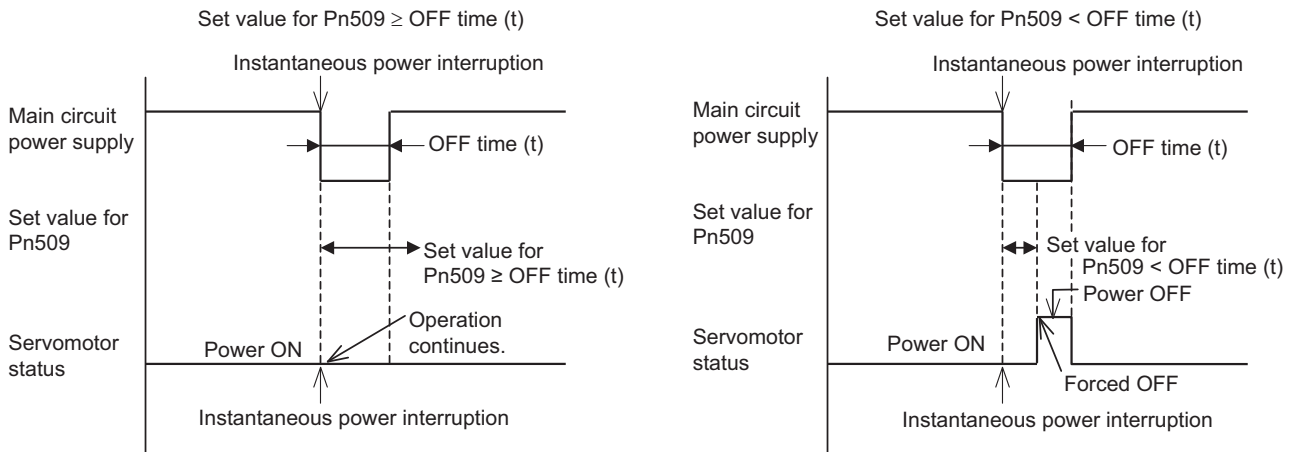 Set value for Pn509 ≥ OFF time (t)
Instantaneous power interruption
Main circuit
power supply
OFF time (t)
Set value for
Pn509
Set value for
Pn509 ≥ OFF time (t)
Operation
continues.
Servomotor
status
Power ON
Instantaneous power interruption
Set value for Pn509 < OFF time (t)
Instantaneous power interruption
Main circuit
power supply
OFF time (t)
Set value for
Pn509
Set value for
Pn509 < OFF time (t)
Power OFF
Servomotor
status
Power ON
Forced OFF
Instantaneous power interruption